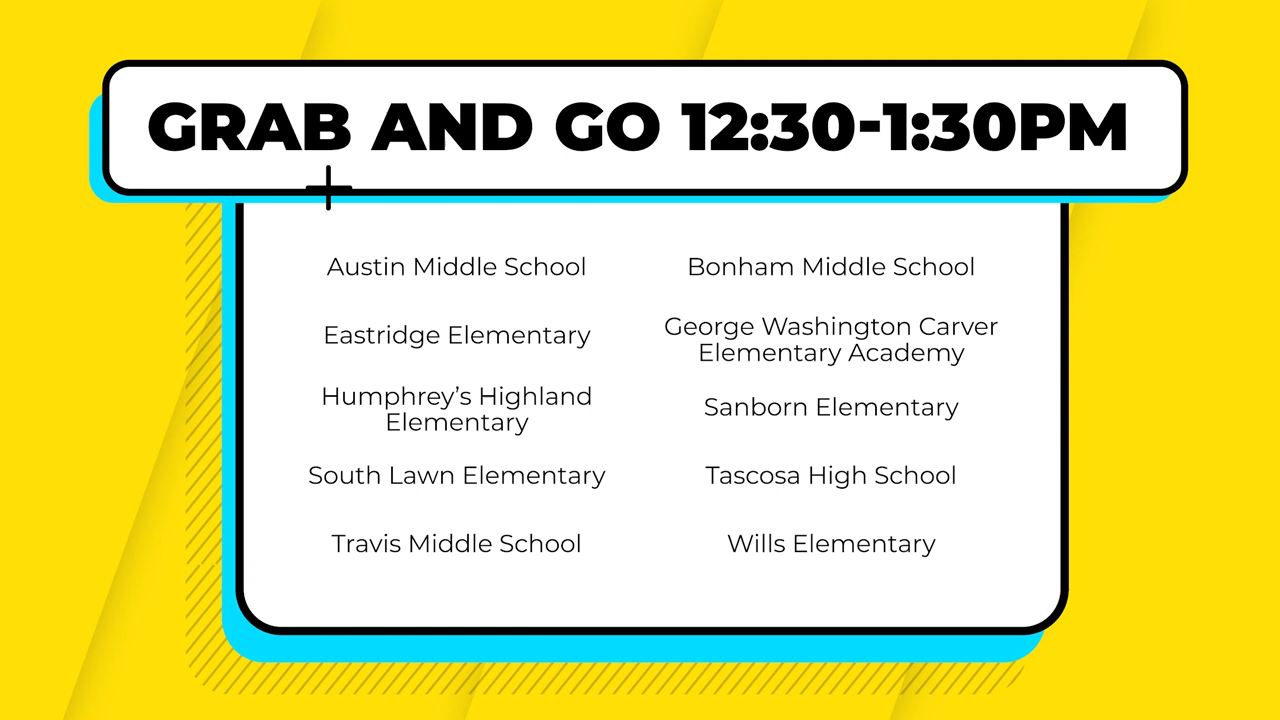 GRAB AND GO 12:30-1:30PM
Austin Middle School
Bonham Middle School
Eastridge Elementary
George Washington Carver
Elementary Academy
Humphrey’s Highland
Elementary
Sanborn Elementary
South Lawn Elementary
Tascosa High School
Travis Middle School
Wills Elementary